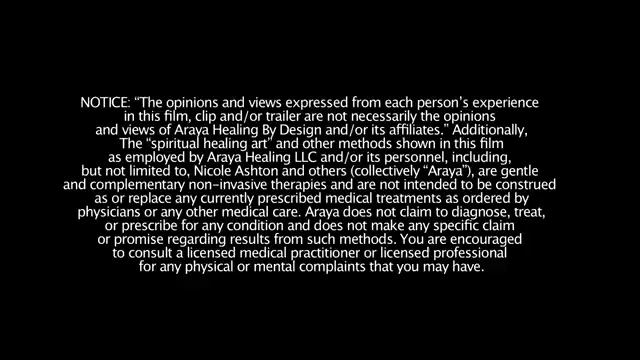 NOTICE: “The opinions and views expressed from each person’s experience
in this film, clip and/or trailer are not necessarily the opinions
and views of Araya Healing By Design and/or its affiliates.” Additionally,
The “spiritual healing art” and other methods shown in this film
as employed by Araya Healing LLC and/or its personnel, including,
but not limited to, Nicole Ashton and others (collectively “Araya”), are gentle
and complementary non-invasive therapies and are not intended to be construed
as or replace any currently prescribed medical treatments as ordered by
physicians or any other medical care. Araya does not claim to diagnose, treat,
or prescribe for any condition and does not make any specific claim
or promise regarding results from such methods. You are encouraged
to consult a licensed medical practitioner or licensed professional
for any physical or mental complaints that you may have.